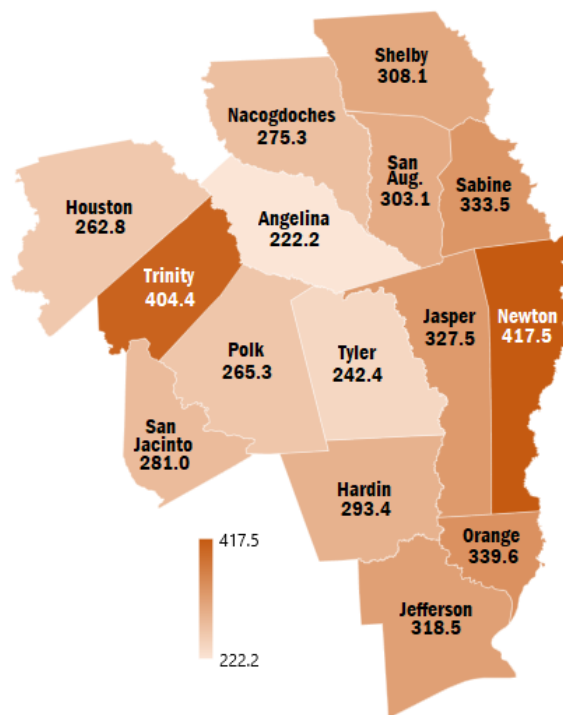 Shelby
308.1
Nacogdoches
275.3
San
Aug.
303.1
Sabine
333.5
Houston
262.8
Angelina
222.2
Trinity
404.4
Jasper
327.5
Newton
417.5
Polk
265.3
Tyler
242.4
San
Jacinto
281.0
Hardin
293.4
Orange
339.6
Jefferson
318.5
417.5
222.2